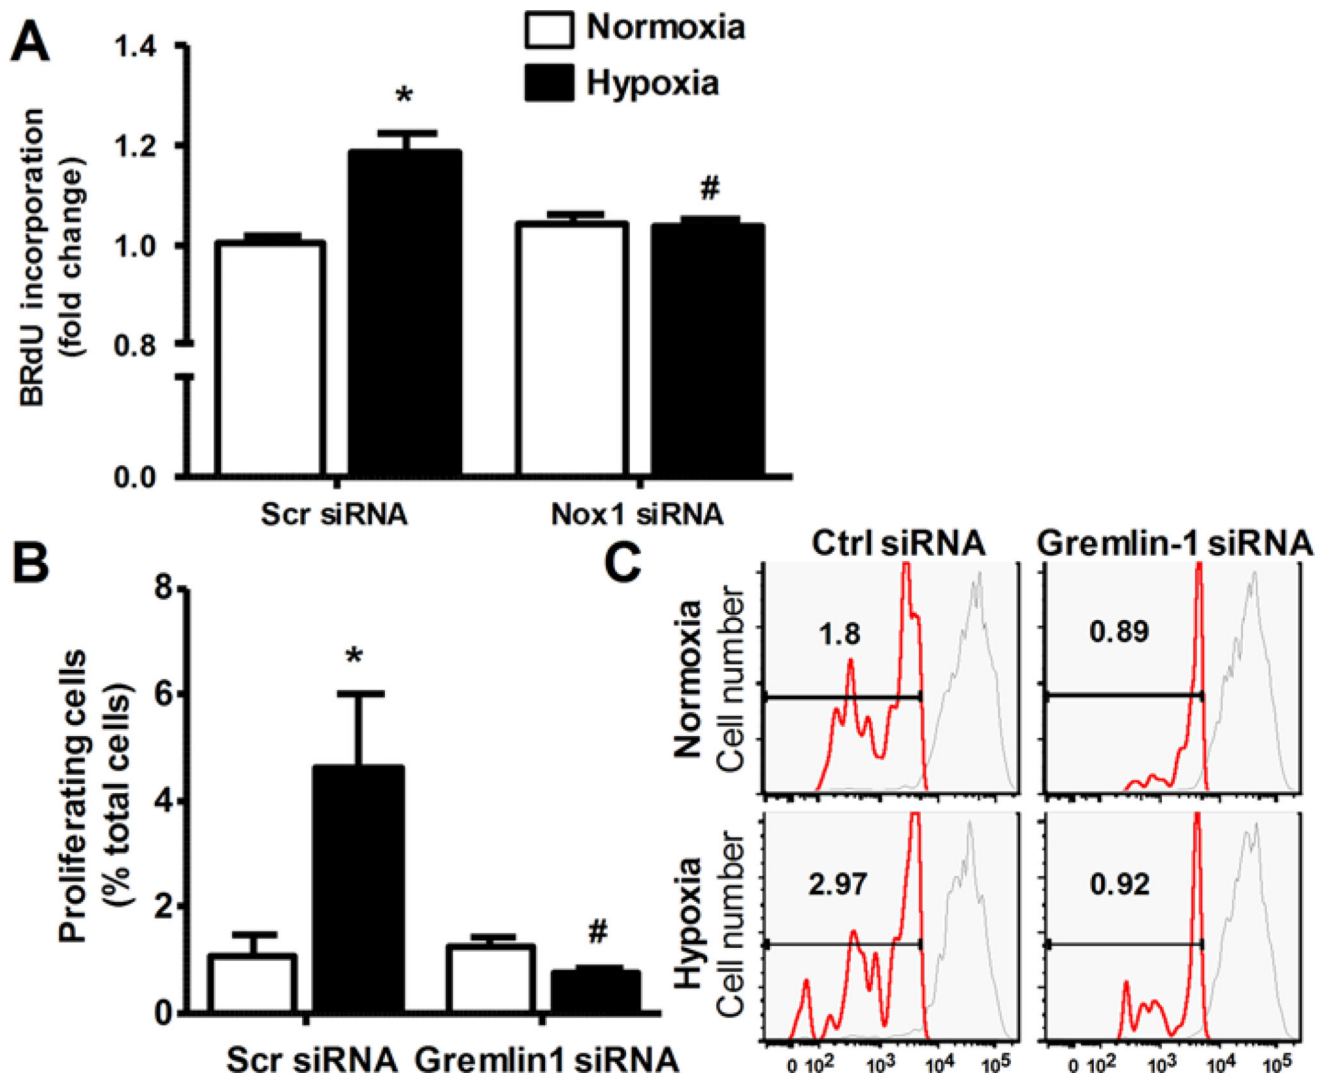 A
Normoxia
Hypoxia
BRdU incorporation
(fold change)
1.4
1.2
1.0
0.8
0.0
*
#
Scr siRNA
Nox1 siRNA
B
Proliferating cells
(% total cells)
8
6
4
2
0
*
#
Scr siRNA
Gremlin1 siRNA
C
Ctrl siRNA
Gremlin-1 siRNA
Normoxia
Cell number
1.8
0.89
Hypoxia
Cell number
2.97
0.92
0 10² 10³ 10⁴ 10⁵
0 10² 10³ 10⁴ 10⁵